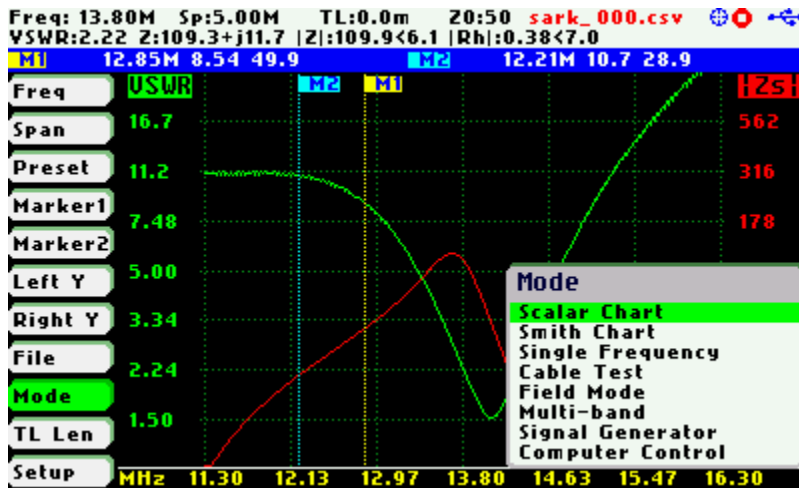 Freq: 13.80M Sp:5.00M TL:0.0m Z0:50 sark_000.csv
VSWR:2.22 Z:109.3+j11.7 |Z|:109.9<6.1 |Rh|:0.38<7.0
M1 12.85M 8.54 49.9 M2 12.21M 10.7 28.9
Freq
VSWR M2 M1 |Zs|
Span
16.7 562
Preset
11.2 316
Marker1
7.48 178
Marker2
Left Y
5.00
Mode
Scalar Chart
Right Y
3.34
Smith Chart
Single Frequency
File
2.24
Cable Test
Field Mode
Mode
Multi-band
1.50
TL Len
Signal Generator
Computer Control
Setup
MHz 11.30 12.13 12.97 13.80 14.63 15.47 16.30